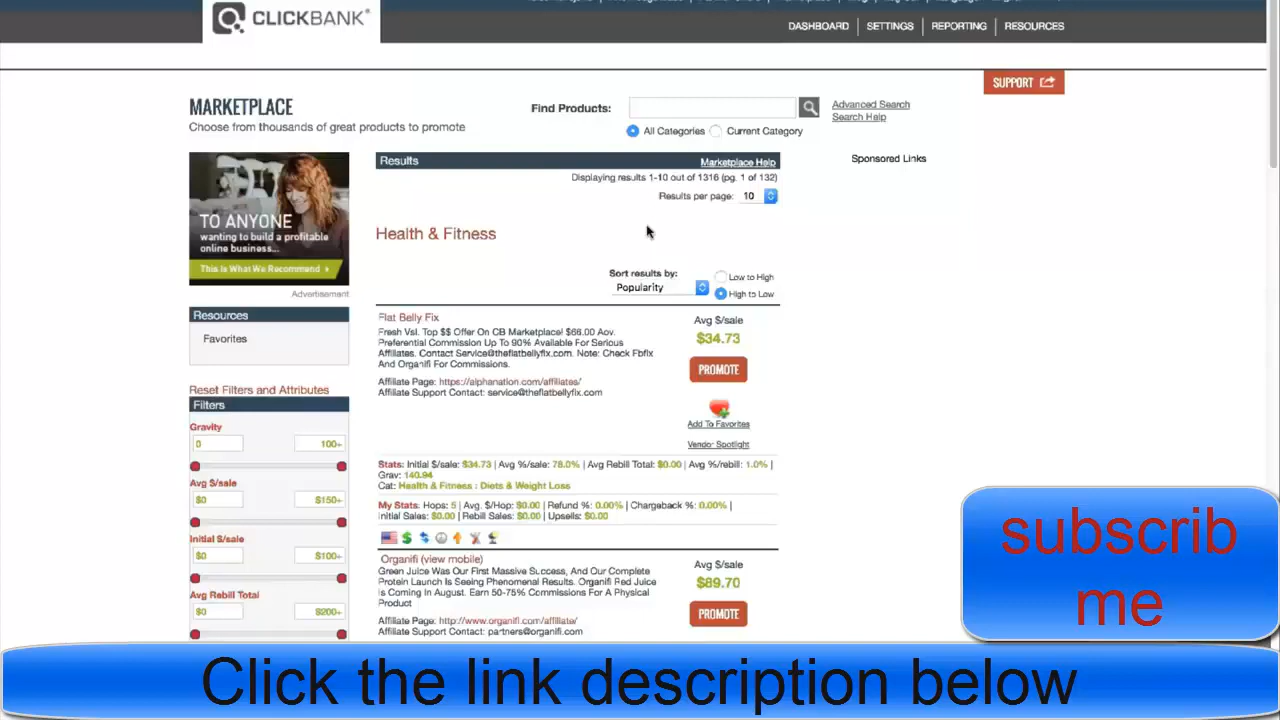 CLICKBANK
DASHBOARD
SETTINGS
REPORTING
RESOURCES
SUPPORT
MARKETPLACE
Choose from thousands of great products to promote
Find Products:
Advanced Search
Search Help
All Categories
Current Category
TO ANYONE
wanting to build a profitable
online business...
This Is What We Recommend
Advertisement
Resources
Favorites
Reset Filters and Attributes
Filters
Gravity
0
100+
Avg $/sale
$0
$150+
Initial $/sale
$0
$100+
Avg Rebill Total
$0
$200+
Results
Marketplace Help
Displaying results 1-10 out of 1316 (pg. 1 of 132)
Results per page: 10
Health & Fitness
Sort results by:
Popularity
Low to High
High to Low
Flat Belly Fix
Fresh Vsl. Top $$ Offer On CB Marketplace! $66.00 Aov.
Preferential Commission Up To 90% Available For Serious
Affiliates. Contact Service@theflatbellyfix.com. Note: Check Fbfix
And Organifi For Commissions.
Affiliate Page: https://alphanation.com/affiliates/
Affiliate Support Contact: service@theflatbellyfix.com
Avg $/sale
$34.73
PROMOTE
Add To Favorites
Vendor Spotlight
Stats: Initial $/sale: $34.73 | Avg %/sale: 78.0% | Avg Rebill Total: $0.00 | Avg %/rebill: 1.0% |
Grav: 140.94
Cat: Health & Fitness : Diets & Weight Loss
My Stats: Hops: 5 | Avg. $/Hop: $0.00 | Refund %: 0.00% | Chargeback %: 0.00% |
Initial Sales: $0.00 | Rebill Sales: $0.00 | Upsells: $0.00
Organifi (view mobile)
Green Juice Was Our First Massive Success, And Our Complete
Protein Launch Is Seeing Phenomenal Results. Organifi Red Juice
Is Coming In August. Earn 50-75% Commissions For A Physical
Product
Affiliate Page: http://www.organifi.com/affiliate/
Affiliate Support Contact: partners@organifi.com
Avg $/sale
$89.70
PROMOTE
Sponsored Links
subscrib
me
Click the link description below